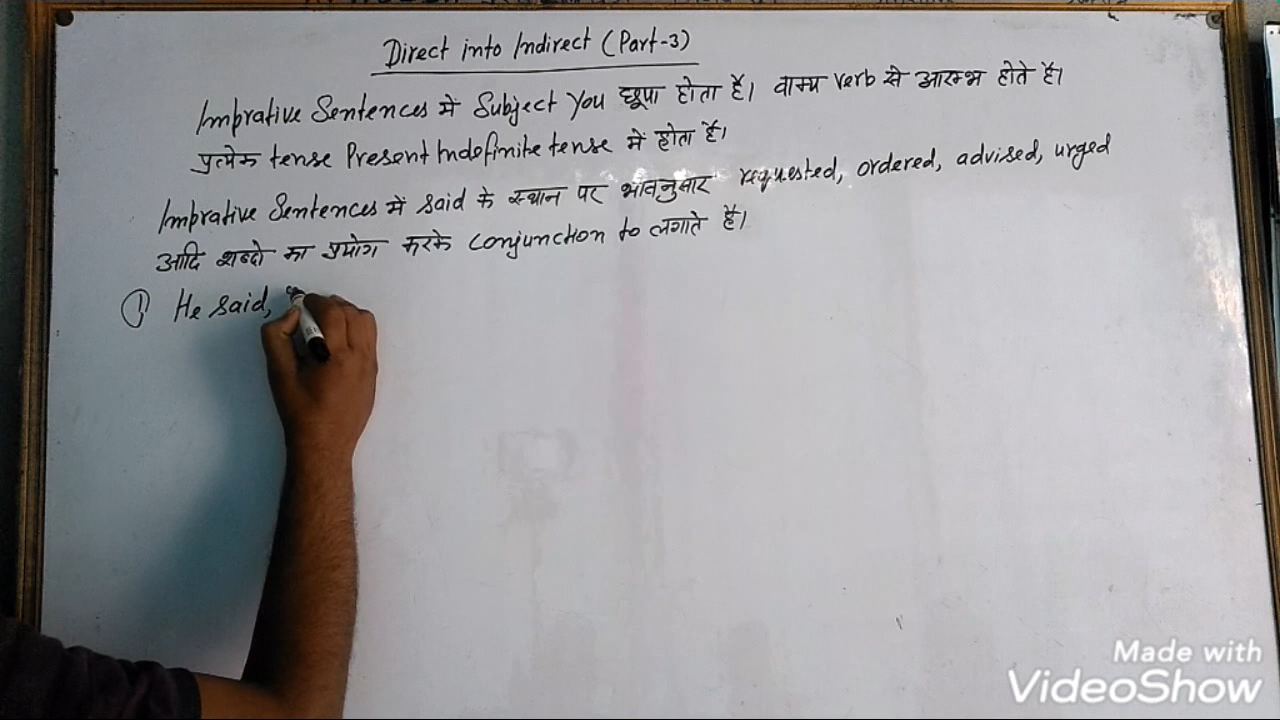 Direct into Indirect (Part-3)
Imprative Sentences में Subject You छूपा होता है। वाक्य verb से आरम्भ होते है।
प्रत्येक tense Present Indefinite tense में होता है।
Imprative Sentences में said के स्थान पर भावनुसार requested, ordered, advised, urged
आदि शब्दो का प्रयोग करके conjunction to लगाते है।
① He said, “
Made with
VideoShow